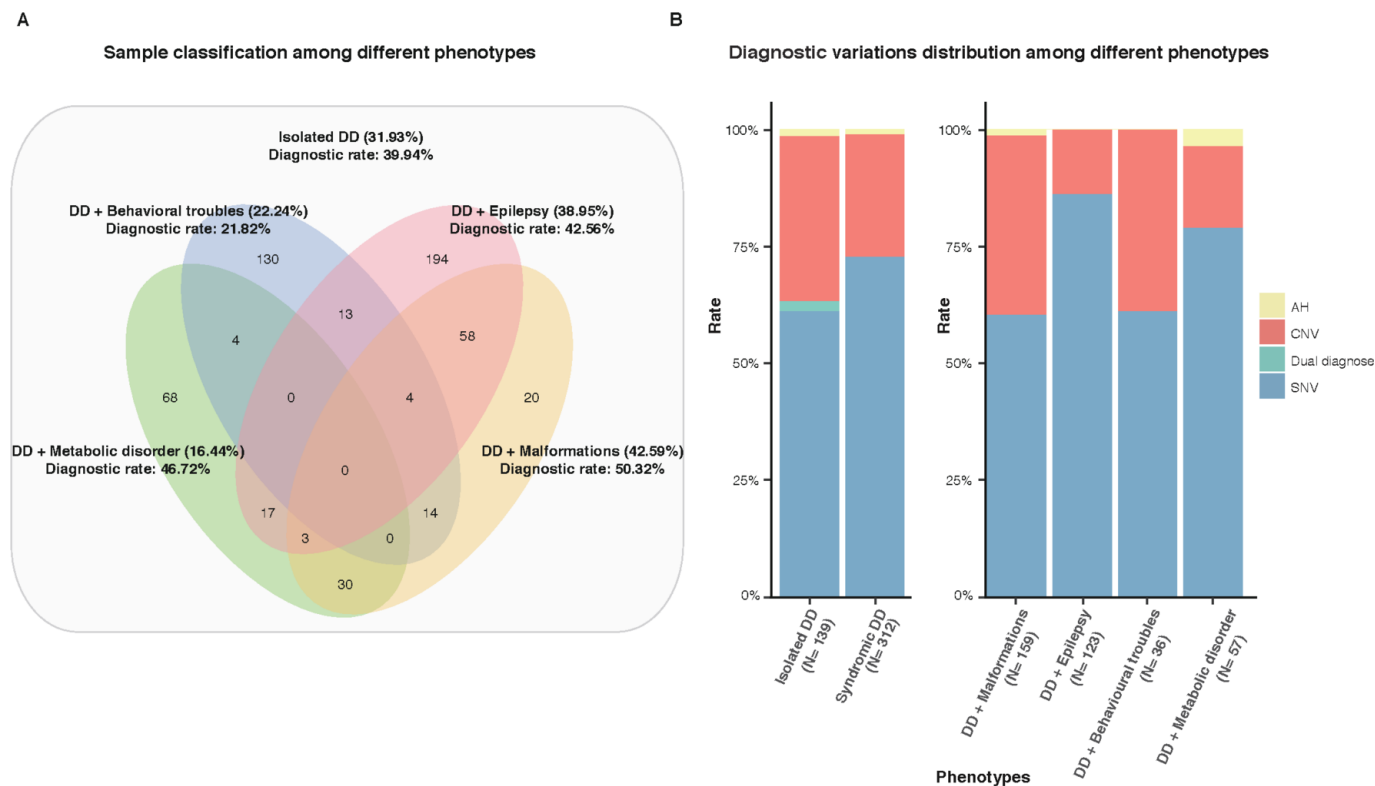 A
Sample classification among different phenotypes
Isolated DD (31.93%)
Diagnostic rate: 39.94%
DD + Behavioral troubles (22.24%)
Diagnostic rate: 21.82%
DD + Epilepsy (38.95%)
Diagnostic rate: 42.56%
130
194
13
4
58
68
0
4
20
DD + Metabolic disorder (16.44%)
Diagnostic rate: 46.72%
DD + Malformations (42.59%)
Diagnostic rate: 50.32%
0
17
14
3
0
30
B
Diagnostic variations distribution among different phenotypes
Rate
100%
75%
50%
25%
0%
Isolated DD
(N= 139)
Syndromic DD
(N= 312)
Rate
100%
75%
50%
25%
0%
DD + Malformations
(N= 159)
DD + Epilepsy
(N= 123)
DD + Behavioural troubles
(N= 36)
DD + Metabolic disorder
(N= 57)
Phenotypes
AH
CNV
Dual diagnose
SNV